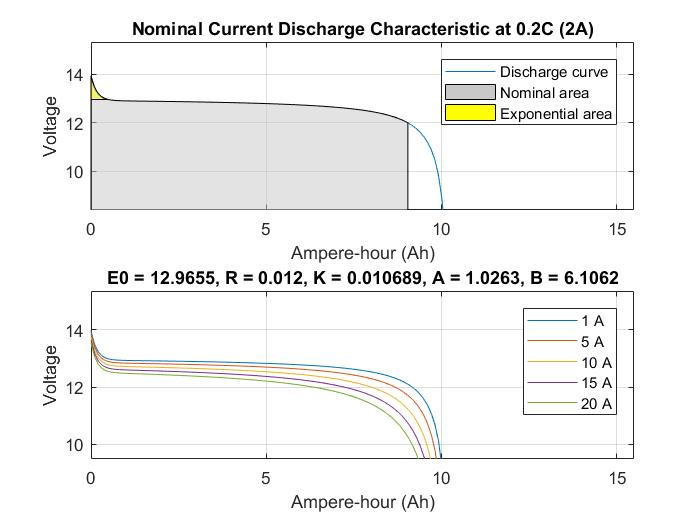 Nominal Current Discharge Characteristic at 0.2C (2A)
14
12
10
Voltage
Discharge curve
Nominal area
Exponential area
0
5
10
15
Ampere-hour (Ah)
E0 = 12.9655, R = 0.012, K = 0.010689, A = 1.0263, B = 6.1062
14
12
10
Voltage
1 A
5 A
10 A
15 A
20 A
0
5
10
15
Ampere-hour (Ah)